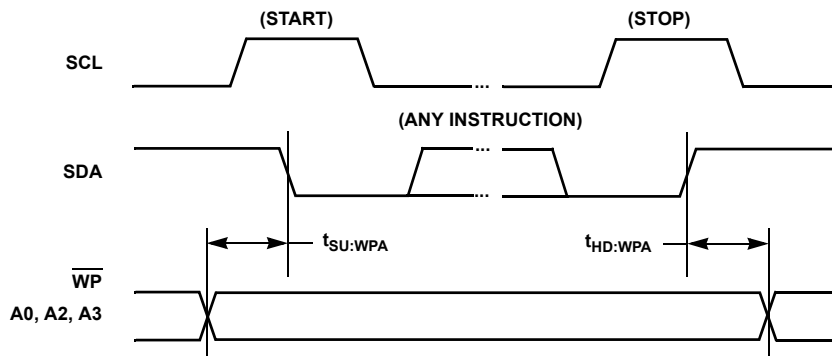 (START)
(STOP)
SCL
...
(ANY INSTRUCTION)
...
SDA
...
tSU:WPA
tHD:WPA
WP
A0, A2, A3